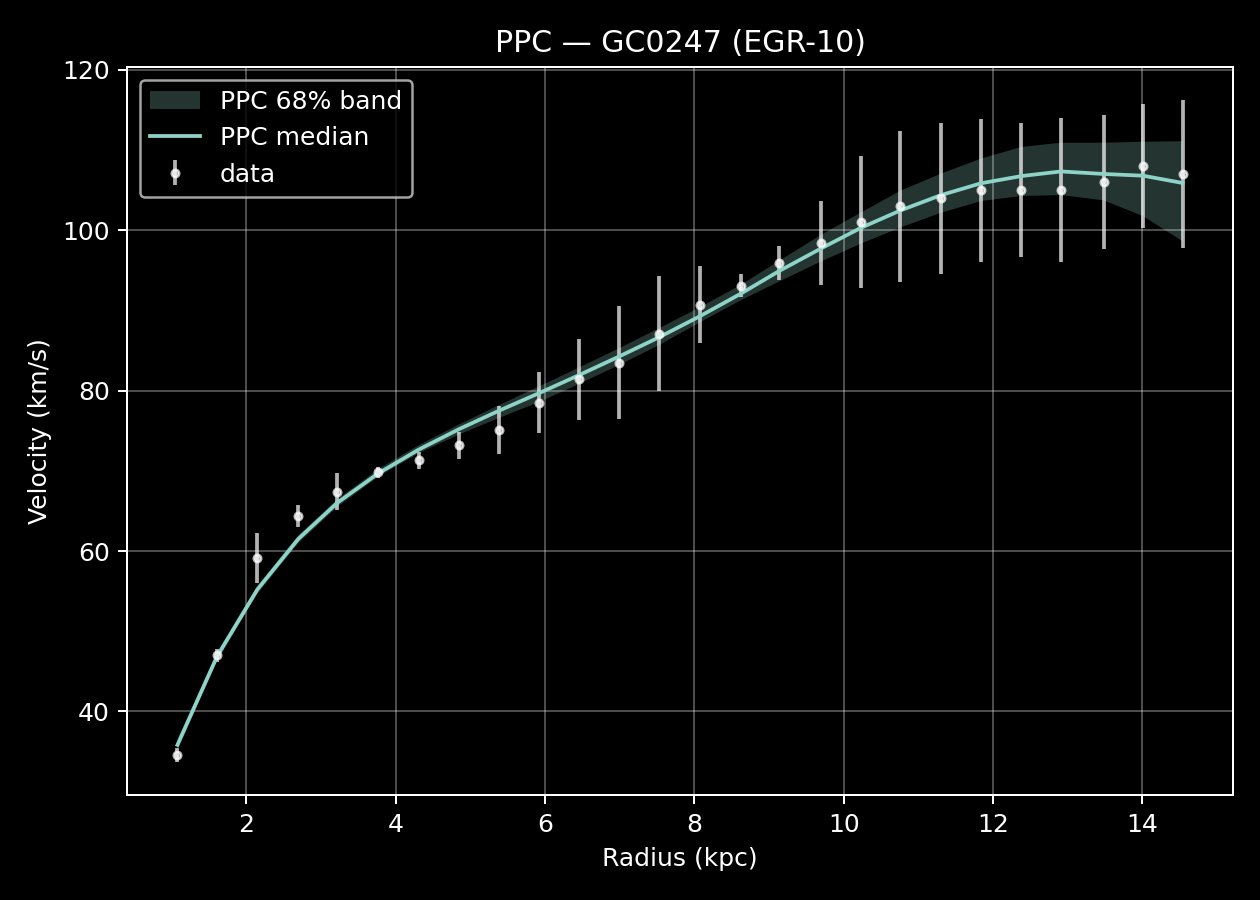 PPC — GC0247 (EGR-10)
PPC 68% band
PPC median
data
120
100
80
60
40
Velocity (km/s)
2 4 6 8 10 12 14
Radius (kpc)